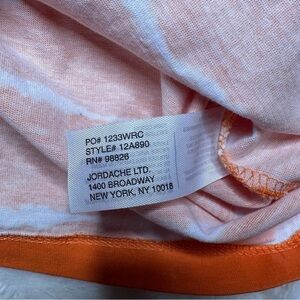 PO# 1233WRC
STYLE# 12A890
RN# 98826
JORDACHE LTD.
1400 BROADWAY
NEW YORK, NY 10018